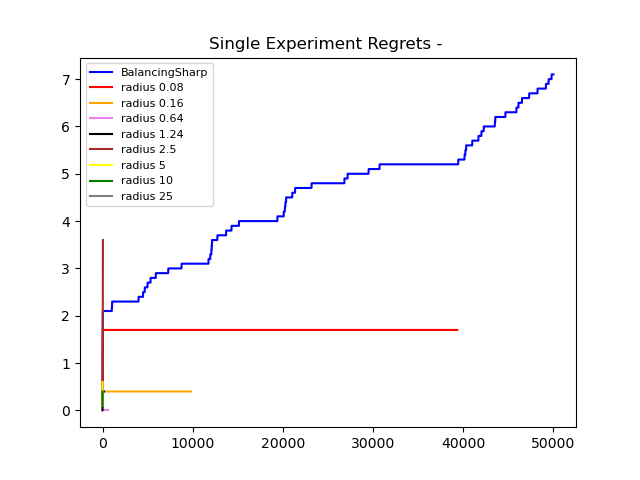 Single Experiment Regrets -
BalancingSharp
radius 0.08
radius 0.16
radius 0.64
radius 1.24
radius 2.5
radius 5
radius 10
radius 25
7
6
5
4
3
2
1
0
0 10000 20000 30000 40000 50000